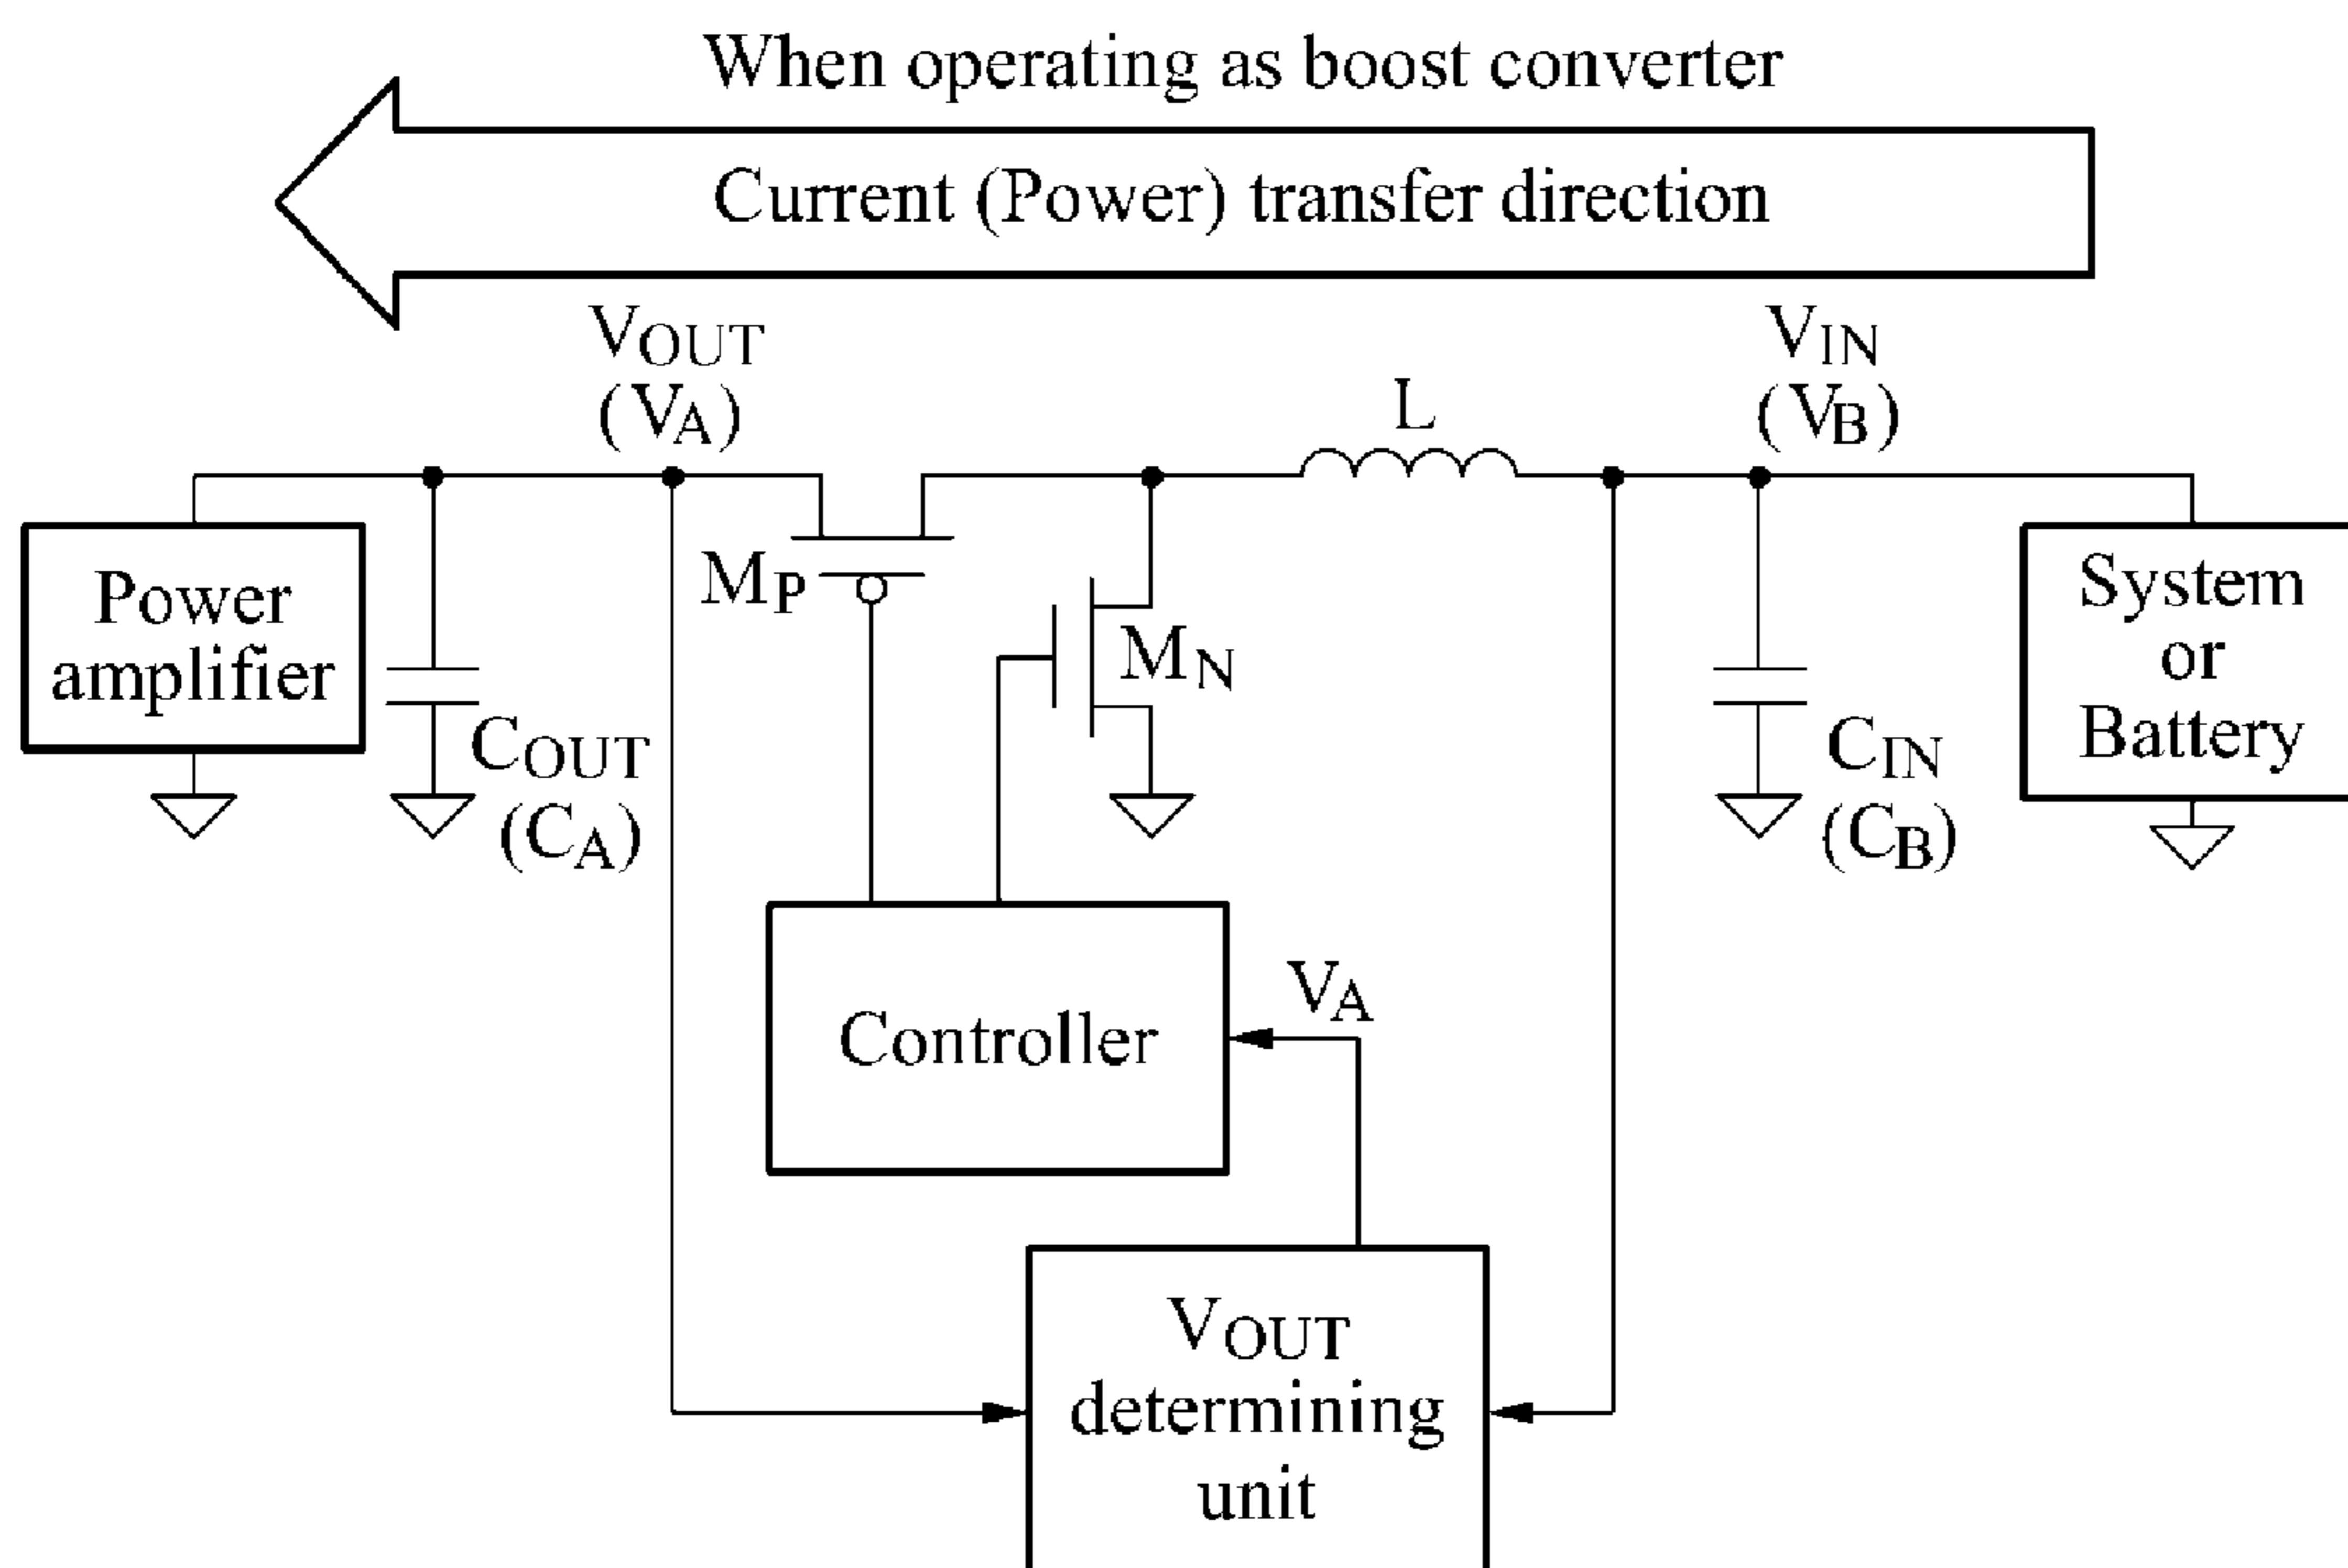 When operating as boost converter
Current (Power) transfer direction
VOUT
(VA)
L
VIN
(VB)
Power
amplifier
COUT
(CA)
MP
MN
CIN
(CB)
System
or
Battery
Controller
VA
VOUT
determining
unit